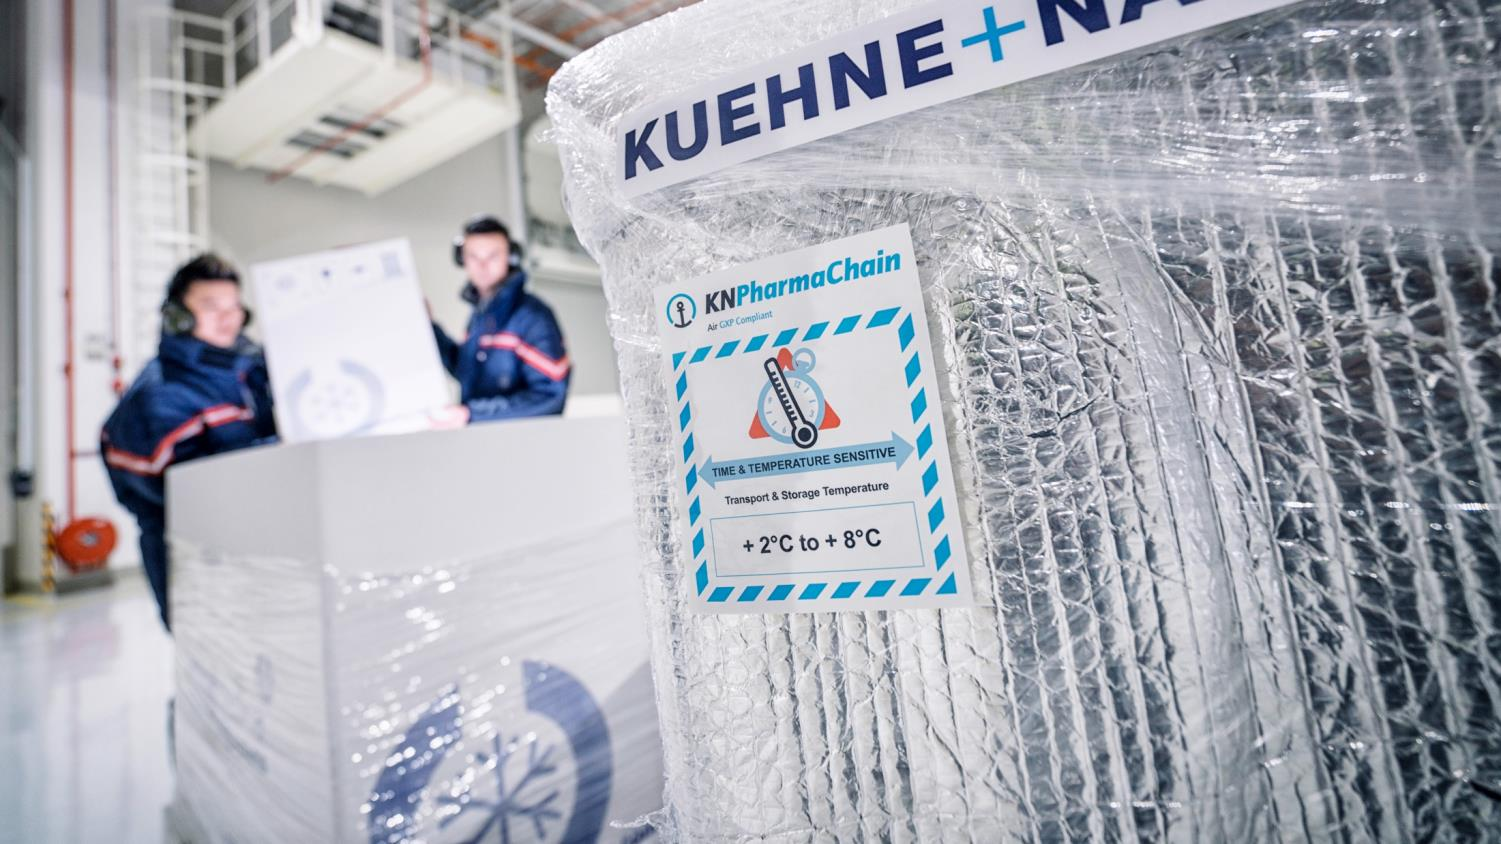 KUEHNE+NA
KNPharmaChain
Air GXP Compliant
TIME & TEMPERATURE SENSITIVE
Transport & Storage Temperature
+ 2°C to + 8°C